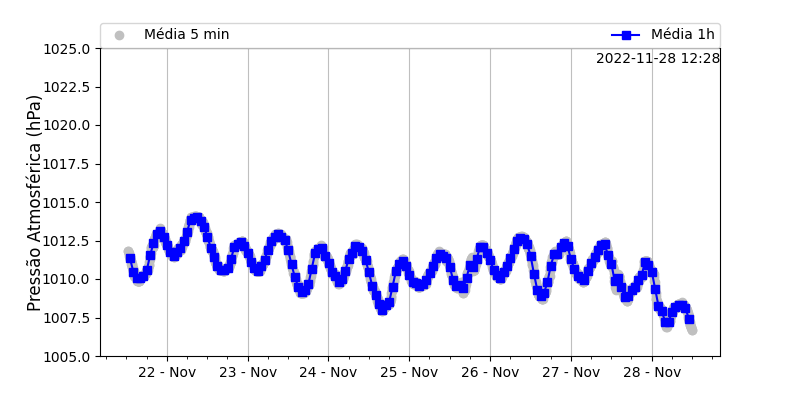 Média 5 min
Média 1h
2022-11-28 12:28
Pressão Atmosférica (hPa)
1025.0
1022.5
1020.0
1017.5
1015.0
1012.5
1010.0
1007.5
1005.0
22 - Nov
23 - Nov
24 - Nov
25 - Nov
26 - Nov
27 - Nov
28 - Nov